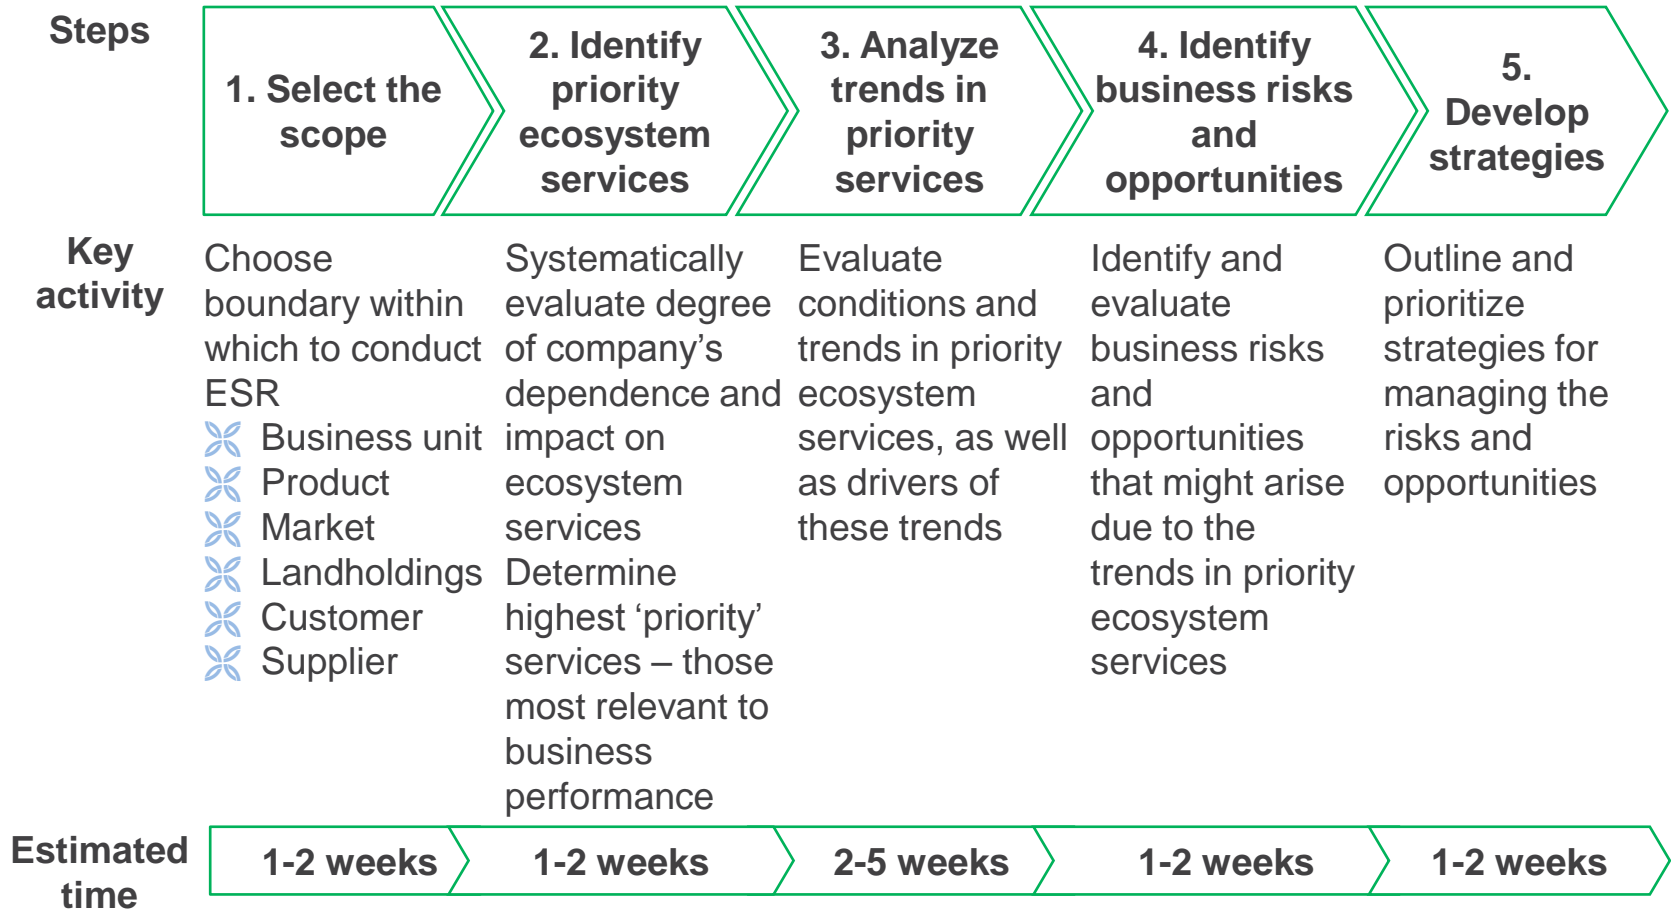 Steps
1. Select the
scope
2. Identify
priority
ecosystem
services
3. Analyze
trends in
priority
services
4. Identify
business risks
and
opportunities
5.
Develop
strategies
Key
activity
Choose
boundary within
which to conduct
ESR
Business unit
Product
Market
Landholdings
Customer
Supplier
Systematically
evaluate degree
of company’s
dependence and
impact on
ecosystem
services
Determine
highest ‘priority’
services – those
most relevant to
business
performance
Evaluate
conditions and
trends in priority
ecosystem
services, as well
as drivers of
these trends
Identify and
evaluate
business risks
and
opportunities
that might arise
due to the
trends in priority
ecosystem
services
Outline and
prioritize
strategies for
managing the
risks and
opportunities
Estimated
time
1-2 weeks
1-2 weeks
2-5 weeks
1-2 weeks
1-2 weeks